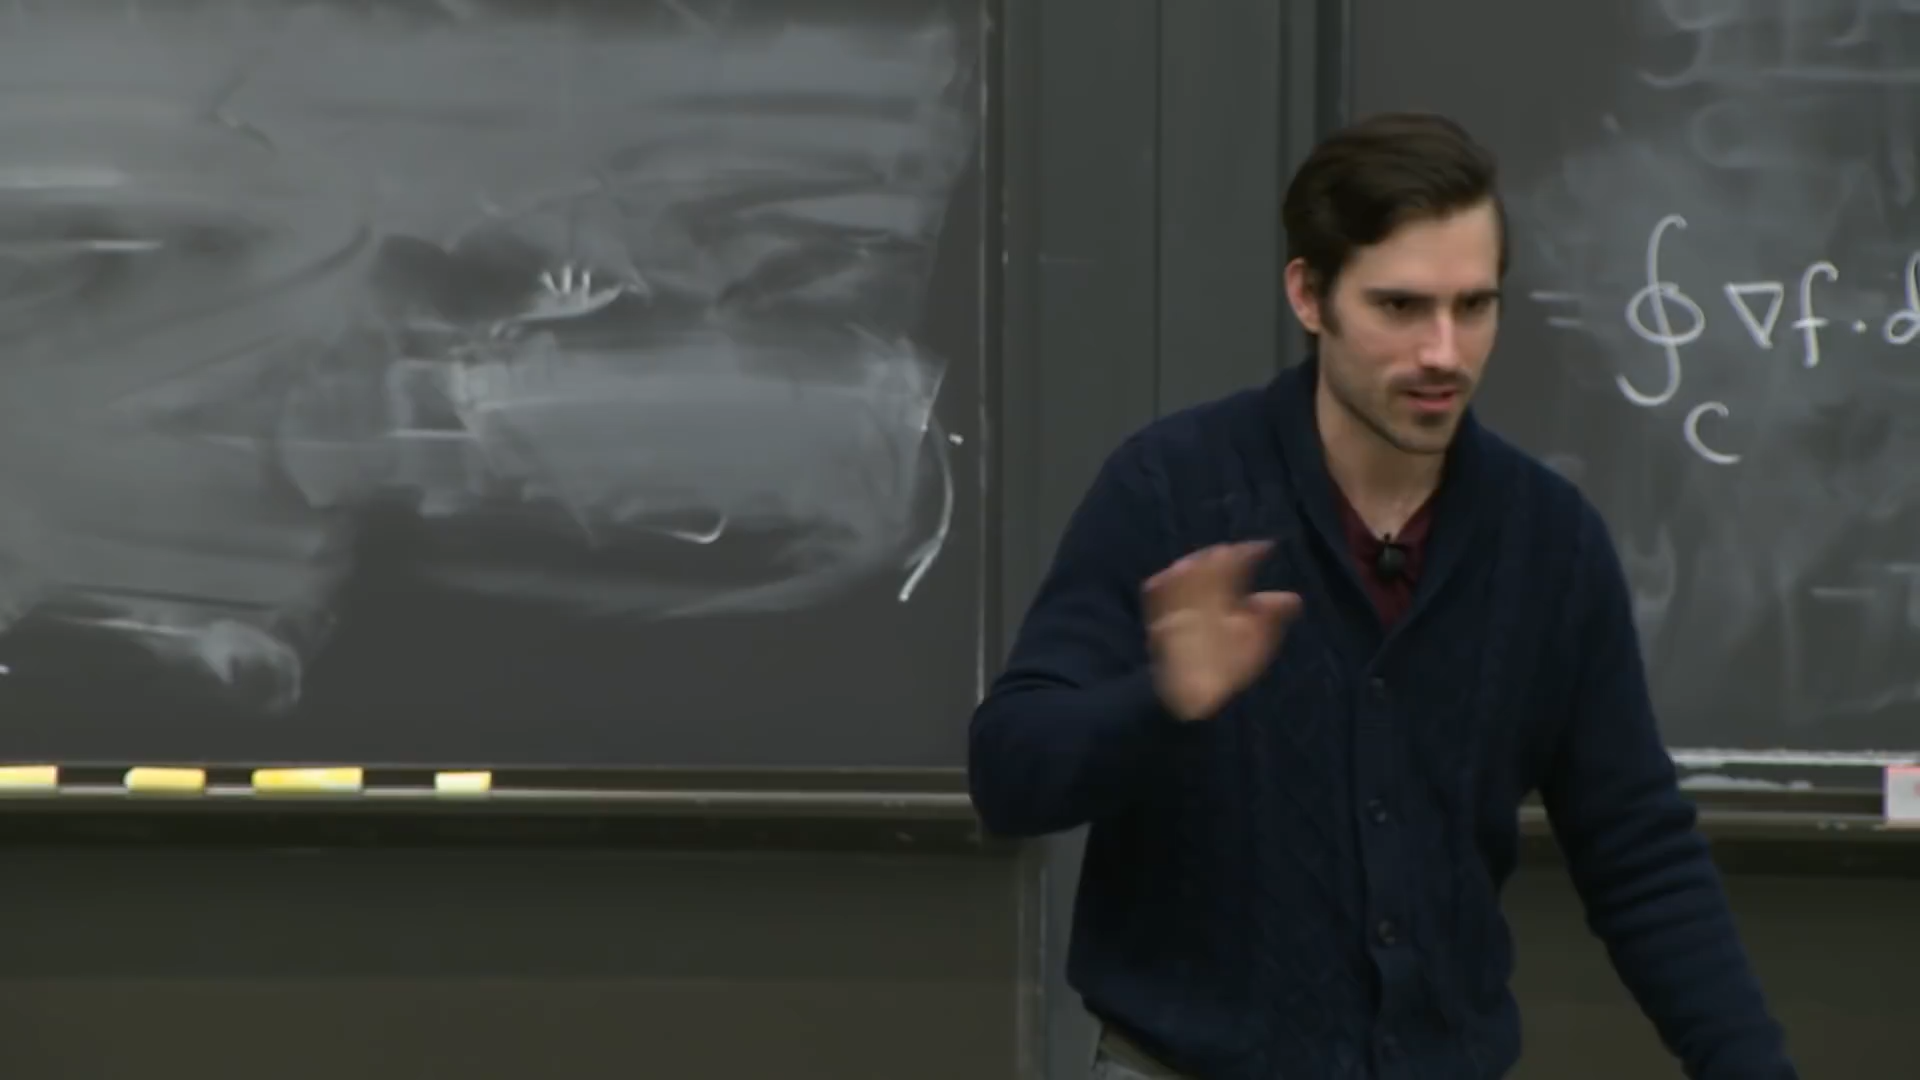 = ∮ ∇f · d
C